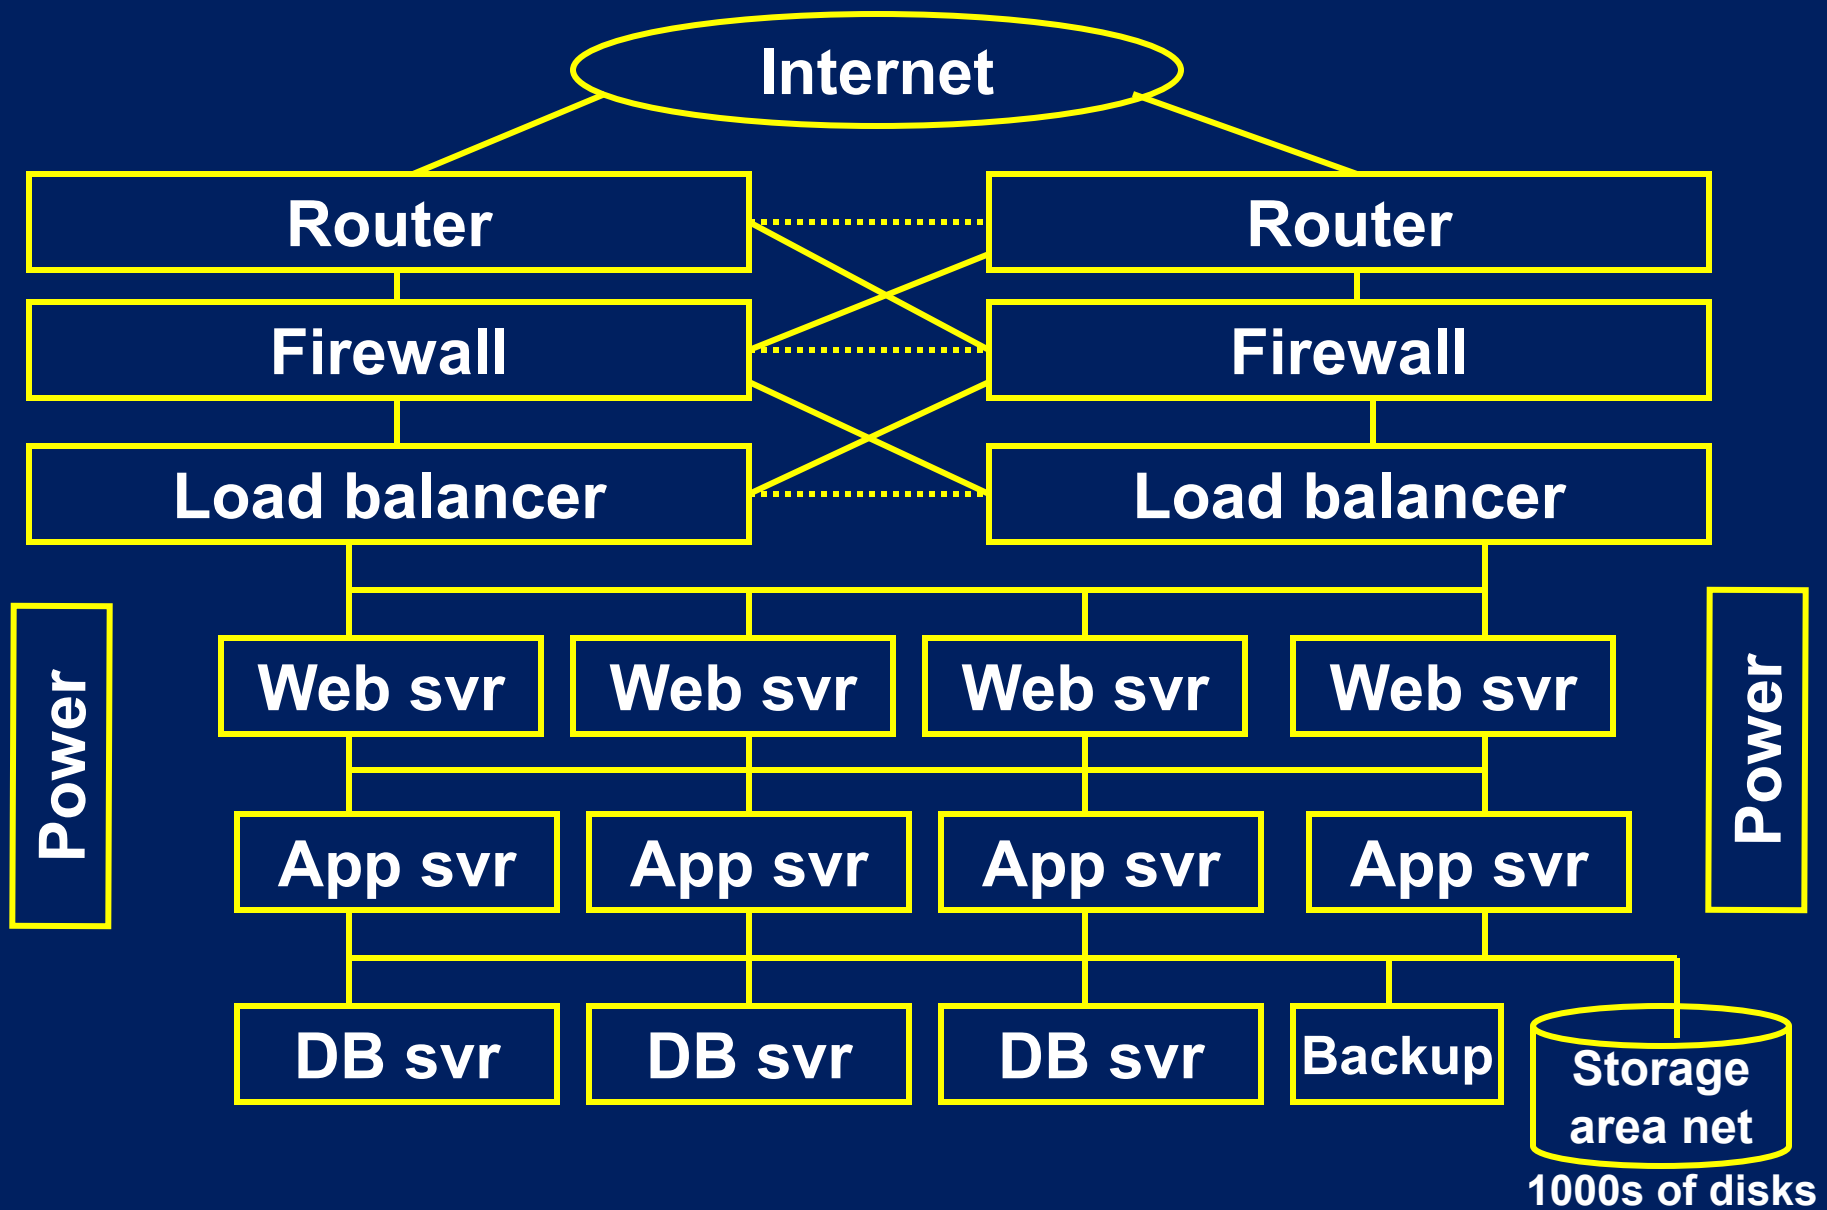 Internet
Router
Router
Firewall
Firewall
Load balancer
Load balancer
Power
Power
Web svr
Web svr
Web svr
Web svr
App svr
App svr
App svr
App svr
DB svr
DB svr
DB svr
Backup
Storage
area net
1000s of disks